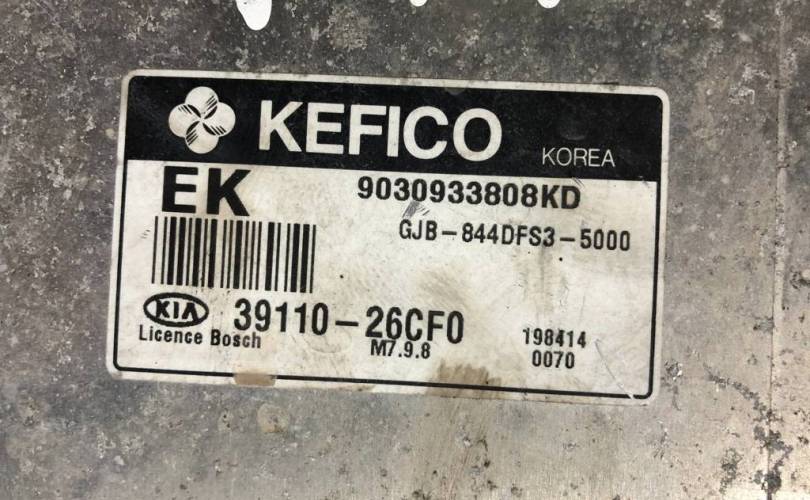 KEFICO KOREA
EK 9030933808KD
GJB-844DFS3-5000
KIA 39110-26CF0
Licence Bosch M7.9.8
198414
0070